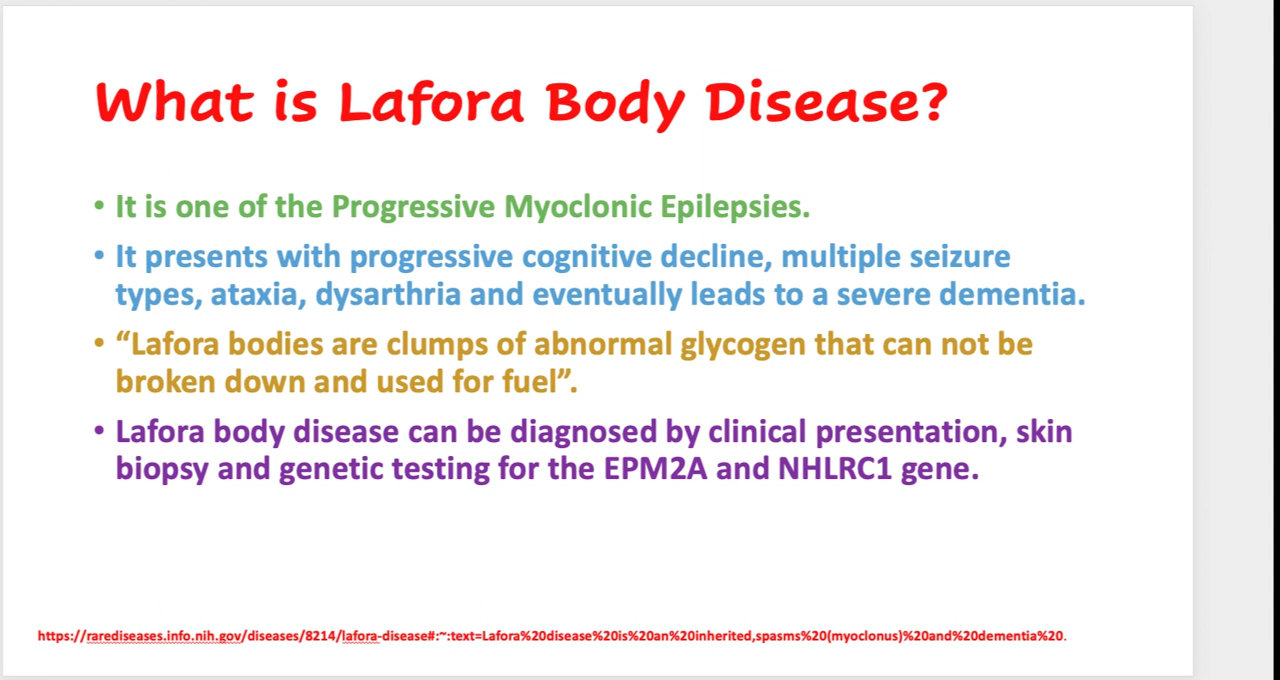 What is Lafora Body Disease?
• It is one of the Progressive Myoclonic Epilepsies.
• It presents with progressive cognitive decline, multiple seizure
types, ataxia, dysarthria and eventually leads to a severe dementia.
• “Lafora bodies are clumps of abnormal glycogen that can not be
broken down and used for fuel”.
• Lafora body disease can be diagnosed by clinical presentation, skin
biopsy and genetic testing for the EPM2A and NHLRC1 gene.
https://rarediseases.info.nih.gov/diseases/8214/lafora-disease#:~:text=Lafora%20disease%20is%20an%20inherited,spasms%20(myoclonus)%20and%20dementia%20.